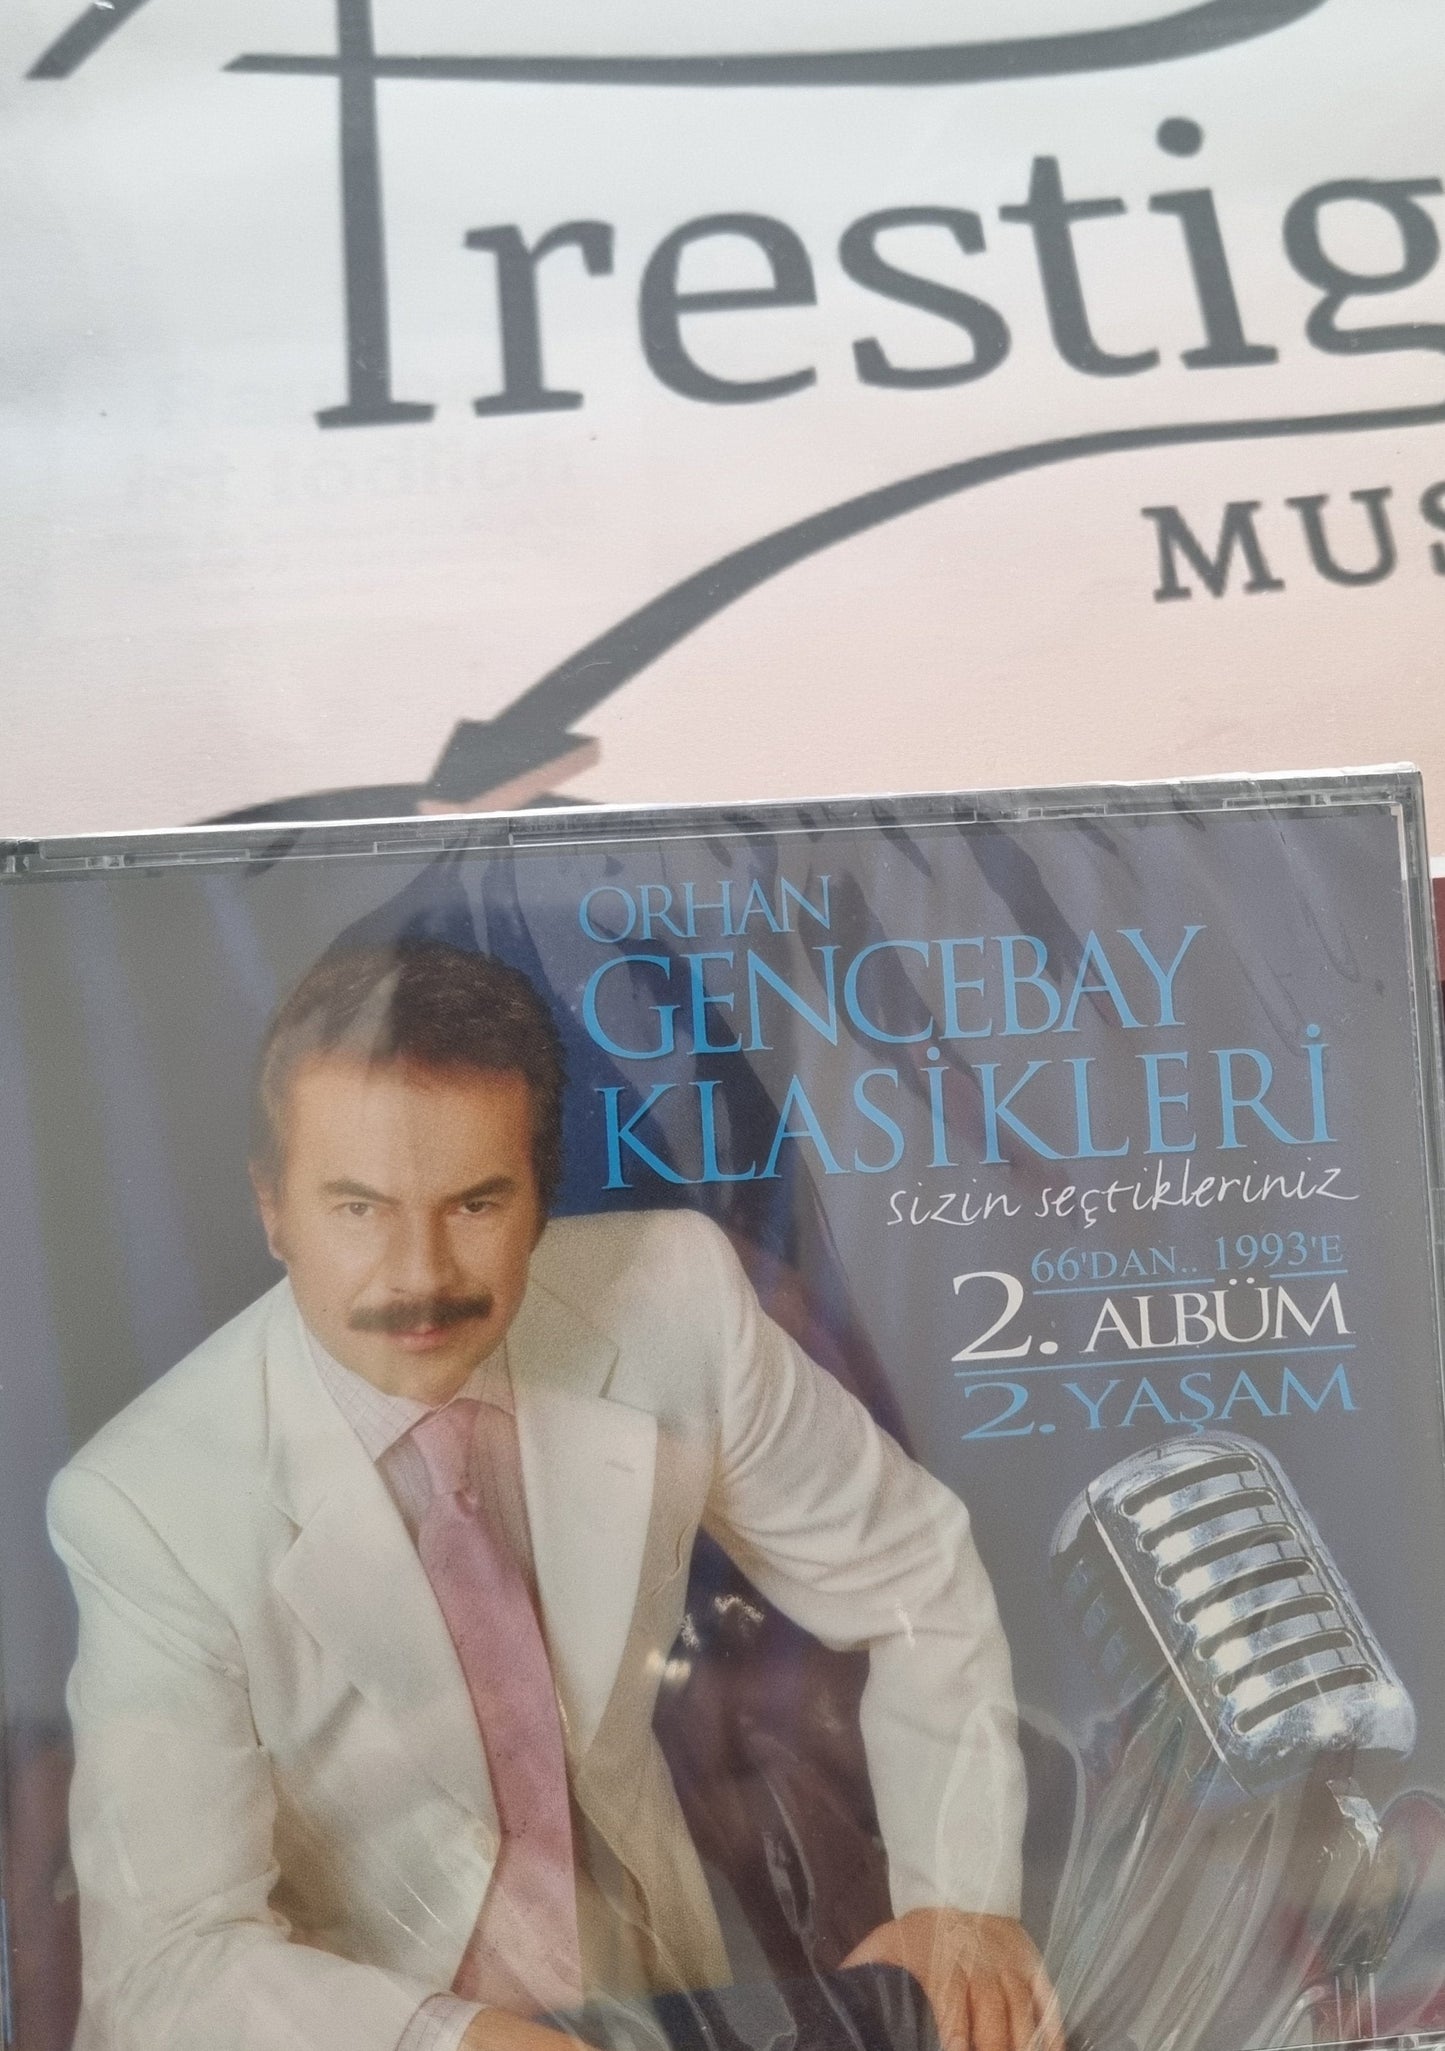 Prestig
MUS
ORHAN
GENCEBAY
KLASİKLERİ
sizin seçtikleriniz
66'DAN.. 1993'E
2. ALBÜM
2. YAŞAM